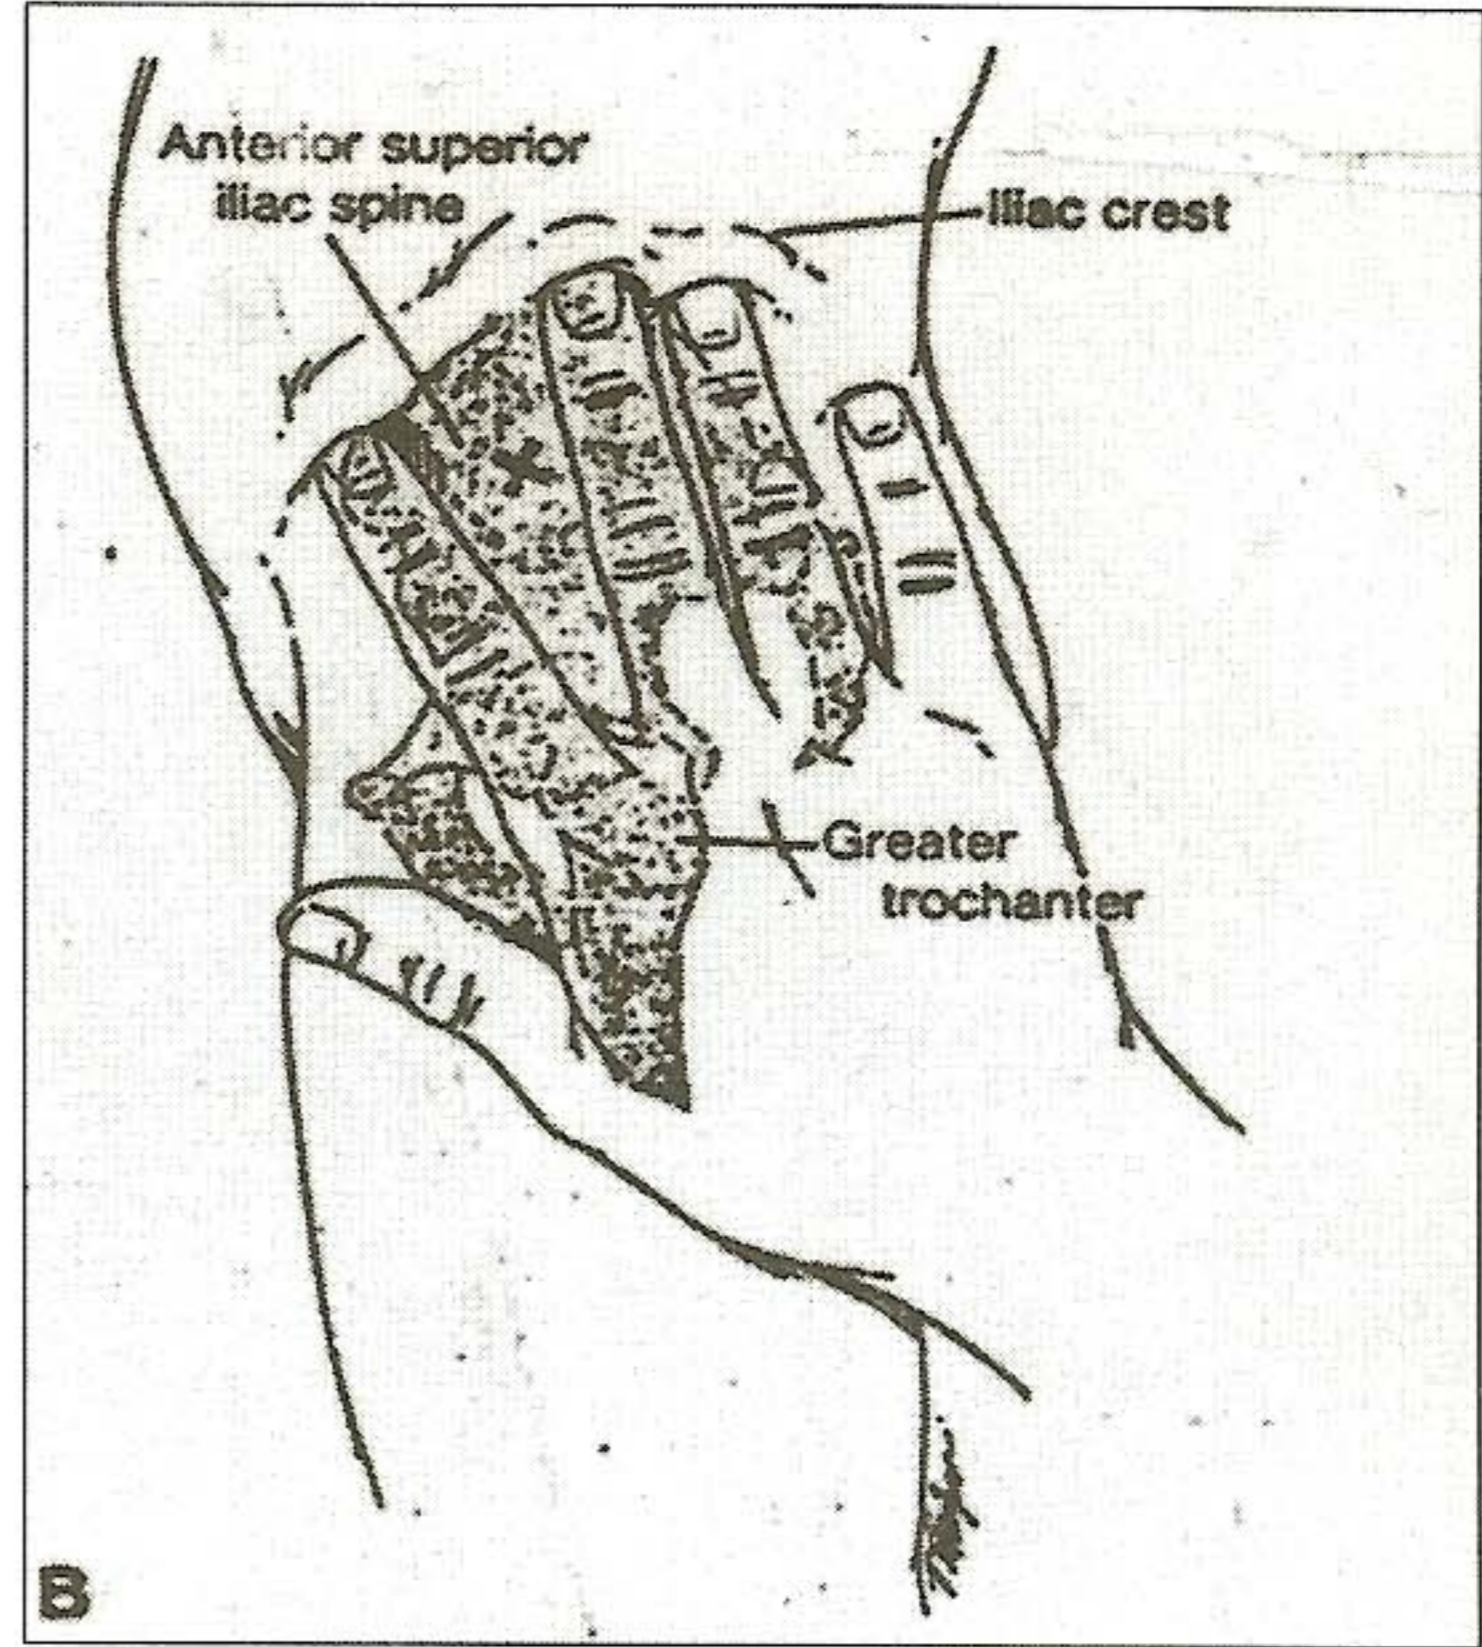 Anterior superior
iliac spine
Iliac crest
Greater
trochanter
B